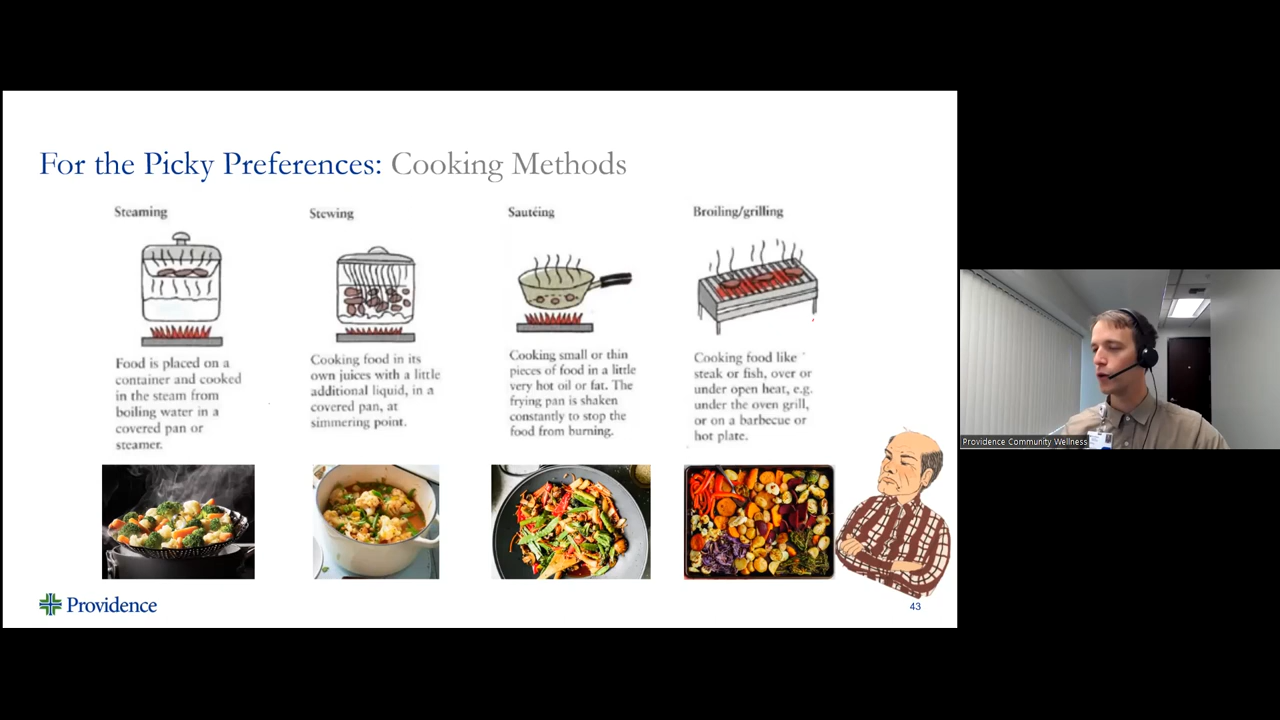 For the Picky Preferences: Cooking Methods
Steaming
Food is placed on a
container and cooked
in the steam from
boiling water in a
covered pan or
steamer.
Stewing
Cooking food in its
own juices with a little
additional liquid, in a
covered pan, at
simmering point.
Sautéing
Cooking small or thin
pieces of food in a little
very hot oil or fat. The
frying pan is shaken
constantly to stop the
food from burning.
Broiling/grilling
Cooking food like
steak or fish, over or
under open heat, e.g.
under the oven grill,
or on a barbecue or
hot plate.
Providence
43
Providence Community Wellness